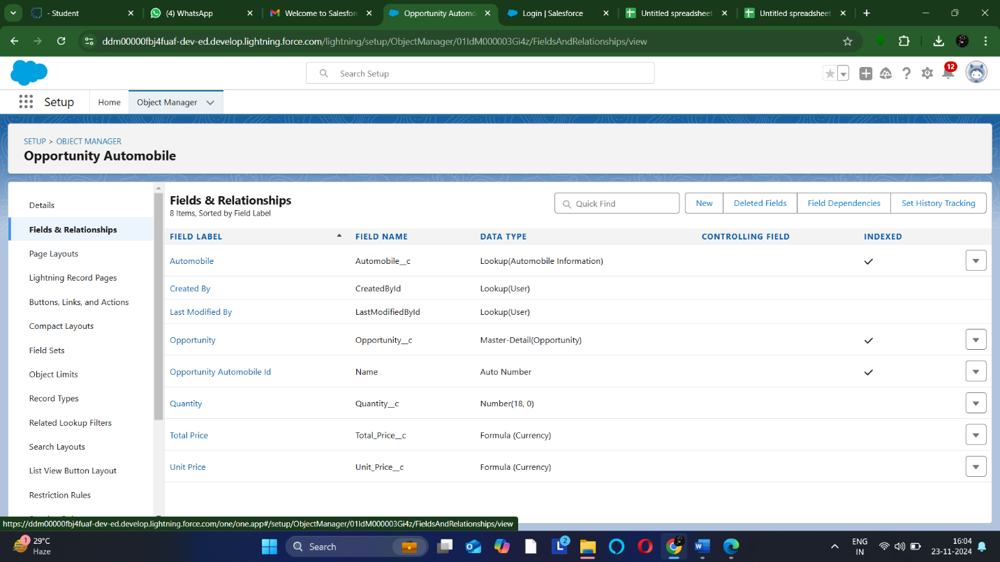 - Student
(4) WhatsApp
Welcome to Salesfor
Opportunity Automo
Login | Salesforce
Untitled spreadsheet
Untitled spreadsheet
ddm00000fbj4fuaf-dev-ed.develop.lightning.force.com/lightning/setup/ObjectManager/01IdM000003Gi4z/FieldsAndRelationships/view
Search Setup
12
Setup
Home
Object Manager
SETUP > OBJECT MANAGER
Opportunity Automobile
Details
Fields & Relationships
Page Layouts
Lightning Record Pages
Buttons, Links, and Actions
Compact Layouts
Field Sets
Object Limits
Record Types
Related Lookup Filters
Search Layouts
List View Button Layout
Restriction Rules
Fields & Relationships
8 Items, Sorted by Field Label
Quick Find
New
Deleted Fields
Field Dependencies
Set History Tracking
FIELD LABEL FIELD NAME DATA TYPE CONTROLLING FIELD INDEXED
Automobile Automobile__c Lookup(Automobile Information)
Created By CreatedById Lookup(User)
Last Modified By LastModifiedById Lookup(User)
Opportunity Opportunity__c Master-Detail(Opportunity)
Opportunity Automobile Id Name Auto Number
Quantity Quantity__c Number(18, 0)
Total Price Total_Price__c Formula (Currency)
Unit Price Unit_Price__c Formula (Currency)
https://ddm00000fbj4fuaf-dev-ed.develop.lightning.force.com/one/one.app#/setup/ObjectManager/01IdM000003Gi4z/FieldsAndRelationships/view
1
29°C
Haze
Search
2
ENG
IN
16:04
23-11-2024